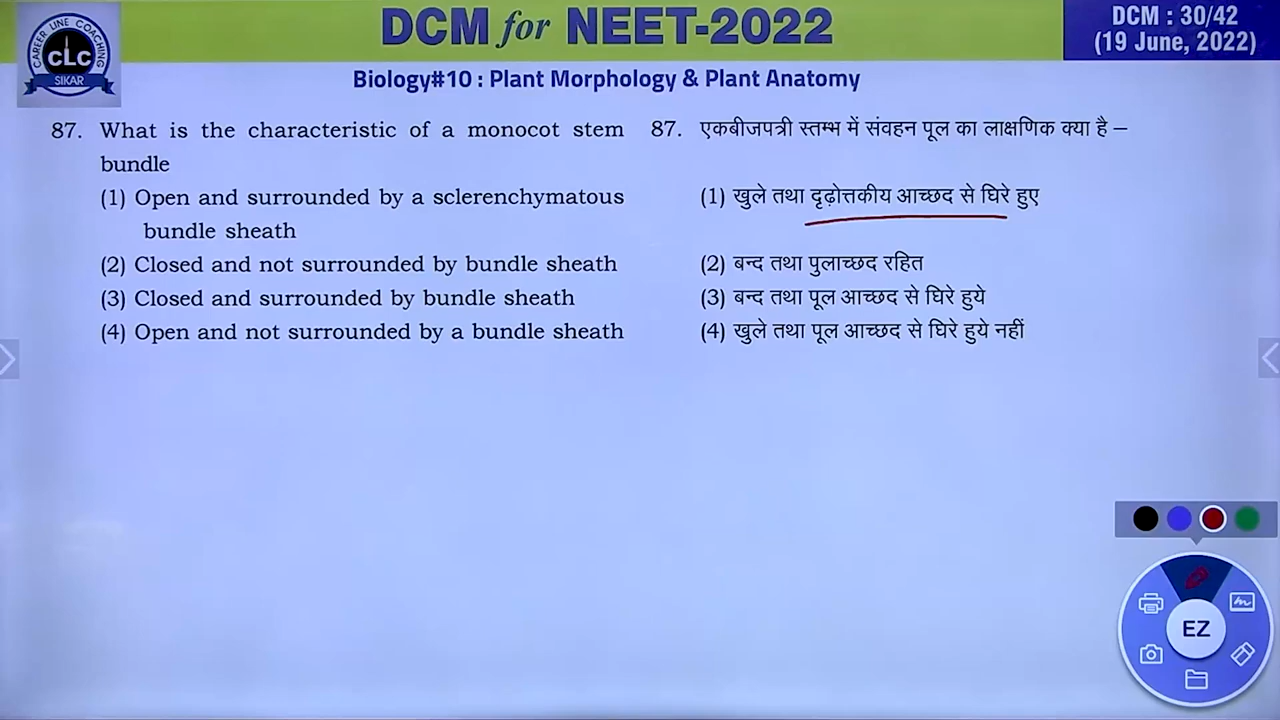 DCM for NEET-2022
DCM : 30/42
(19 June, 2022)
CAREER LINE COACHING
CLC
SIKAR
Biology#10 : Plant Morphology & Plant Anatomy
87. What is the characteristic of a monocot stem
bundle
(1) Open and surrounded by a sclerenchymatous
bundle sheath
(2) Closed and not surrounded by bundle sheath
(3) Closed and surrounded by bundle sheath
(4) Open and not surrounded by a bundle sheath
87. एकबीजपत्री स्तम्भ में संवहन पूल का लाक्षणिक क्या है –
(1) खुले तथा दृढ़ोत्तकीय आच्छद से घिरे हुए
(2) बन्द तथा पुलाच्छद रहित
(3) बन्द तथा पूल आच्छद से घिरे हुये
(4) खुले तथा पूल आच्छद से घिरे हुये नहीं
EZ